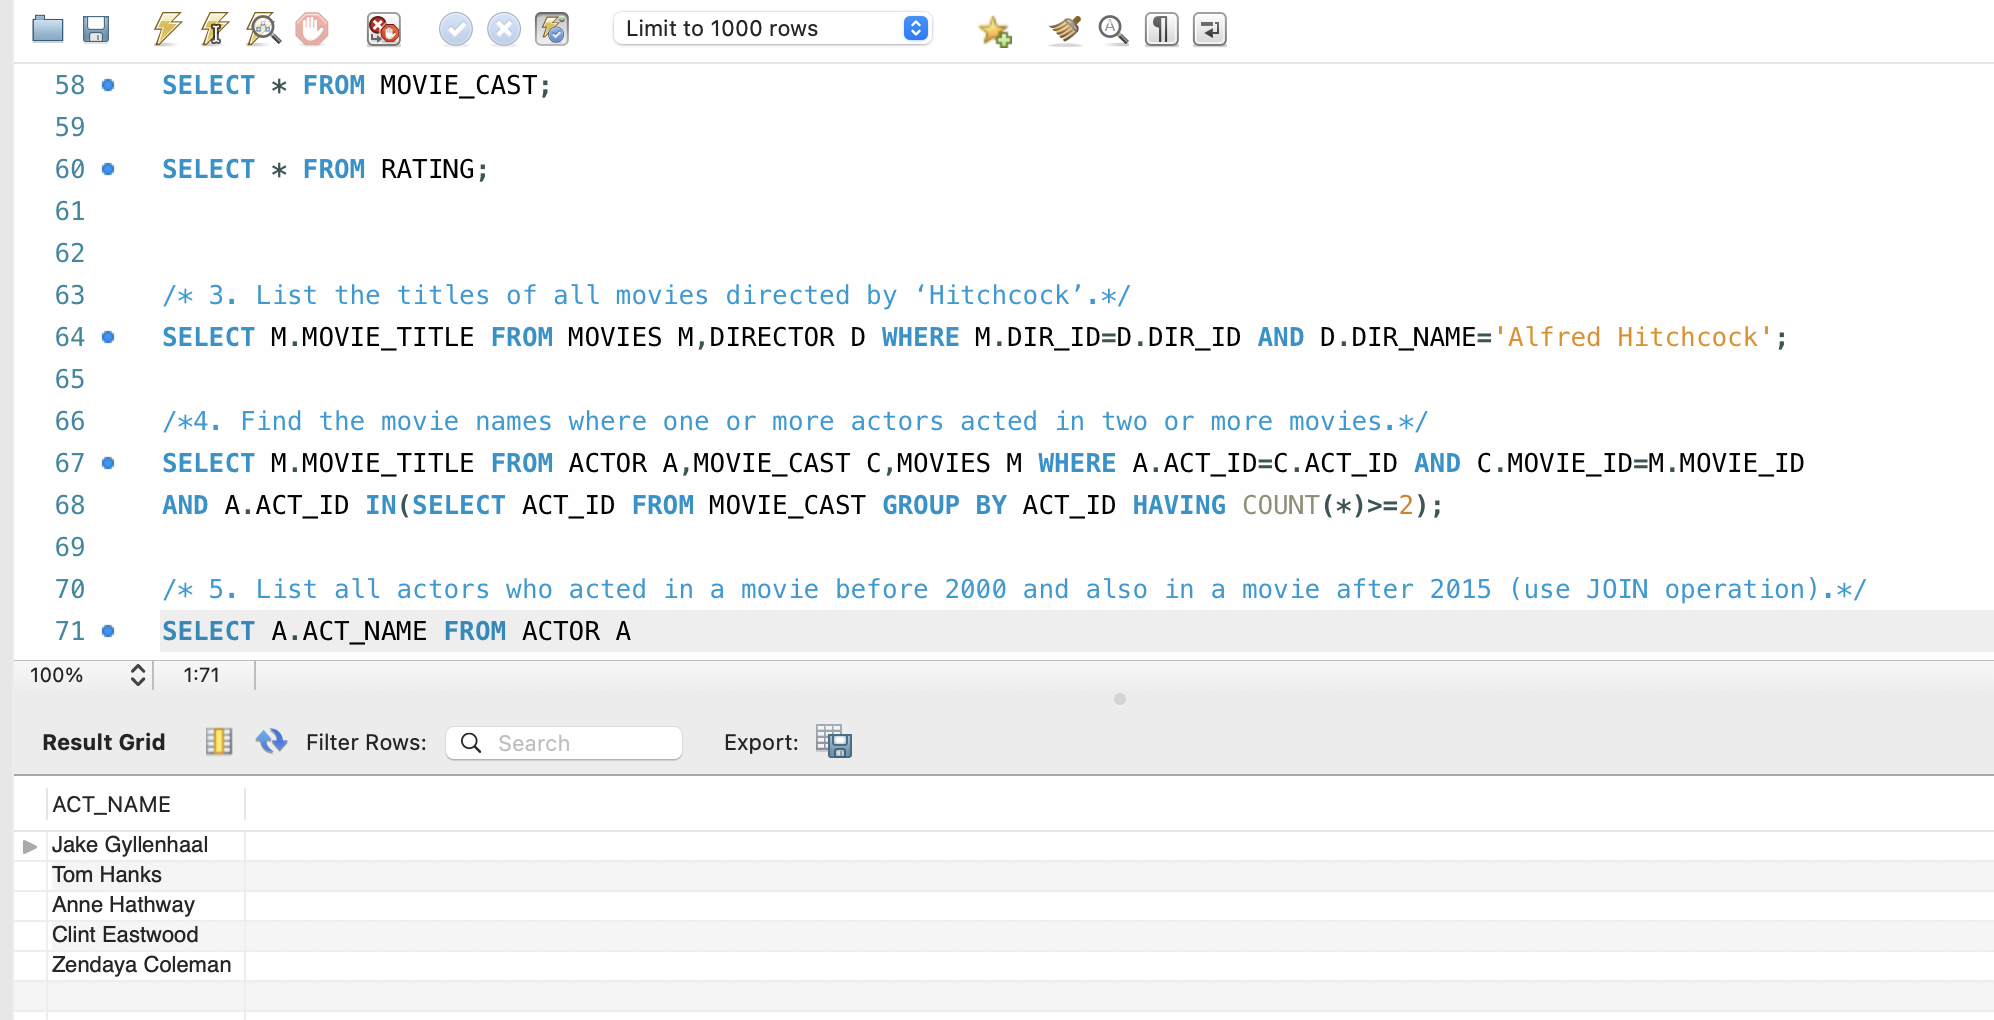 Limit to 1000 rows
58 SELECT * FROM MOVIE_CAST;
59
60 SELECT * FROM RATING;
61
62
63 /* 3. List the titles of all movies directed by ‘Hitchcock’.*/
64 SELECT M.MOVIE_TITLE FROM MOVIES M,DIRECTOR D WHERE M.DIR_ID=D.DIR_ID AND D.DIR_NAME='Alfred Hitchcock';
65
66 /*4. Find the movie names where one or more actors acted in two or more movies.*/
67 SELECT M.MOVIE_TITLE FROM ACTOR A,MOVIE_CAST C,MOVIES M WHERE A.ACT_ID=C.ACT_ID AND C.MOVIE_ID=M.MOVIE_ID
68 AND A.ACT_ID IN(SELECT ACT_ID FROM MOVIE_CAST GROUP BY ACT_ID HAVING COUNT(*)>=2);
69
70 /* 5. List all actors who acted in a movie before 2000 and also in a movie after 2015 (use JOIN operation).*/
71 SELECT A.ACT_NAME FROM ACTOR A
100% 1:71
Result Grid Filter Rows: Search Export:
ACT_NAME
Jake Gyllenhaal
Tom Hanks
Anne Hathway
Clint Eastwood
Zendaya Coleman